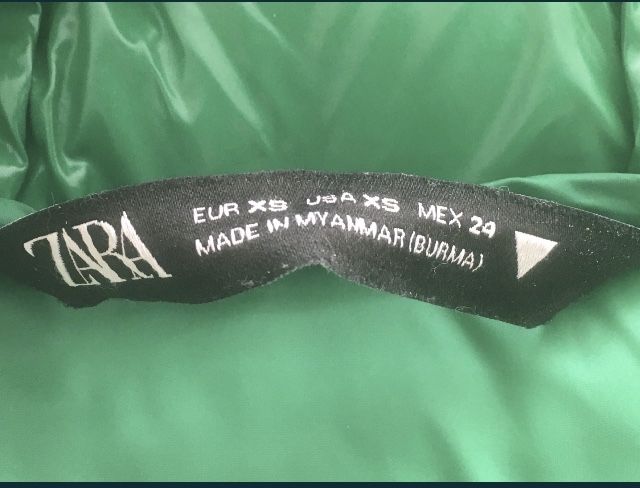 ZARA
EUR XS USA XS MEX 24
MADE IN MYANMAR (BURMA)